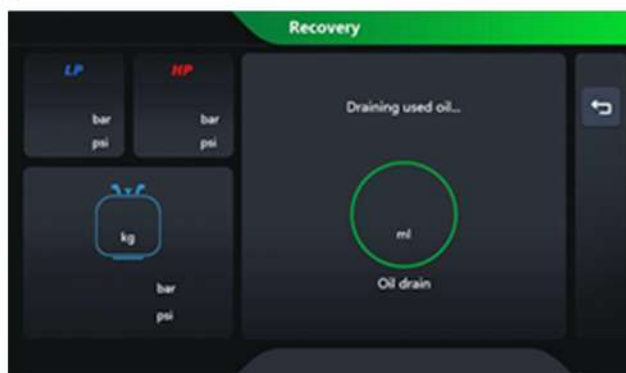 Recovery
LP
HP
bar
psi
bar
psi
kg
bar
psi
Draining used oil...
ml
Oil drain